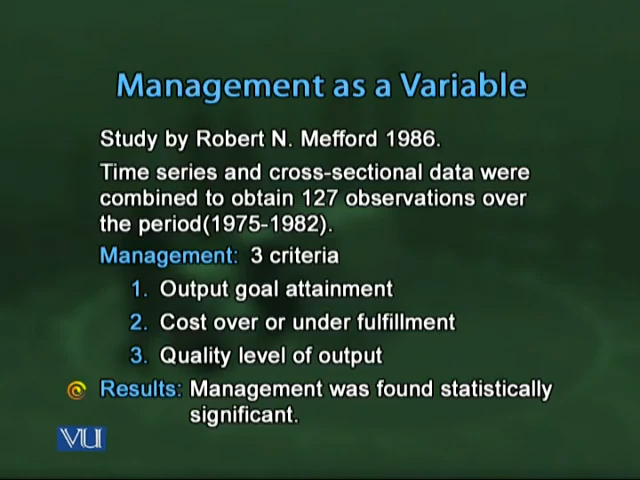 Management as a Variable
Study by Robert N. Mefford 1986.
Time series and cross-sectional data were
combined to obtain 127 observations over
the period(1975-1982).
Management: 3 criteria
1. Output goal attainment
2. Cost over or under fulfillment
3. Quality level of output
Results: Management was found statistically
significant.
VU